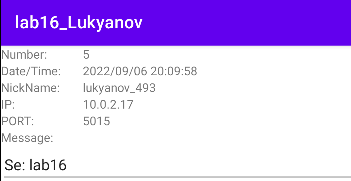 lab16_Lukyanov
Number: 5
Date/Time: 2022/09/06 20:09:58
NickName: lukyanov_493
IP: 10.0.2.17
PORT: 5015
Message:
Se: lab16